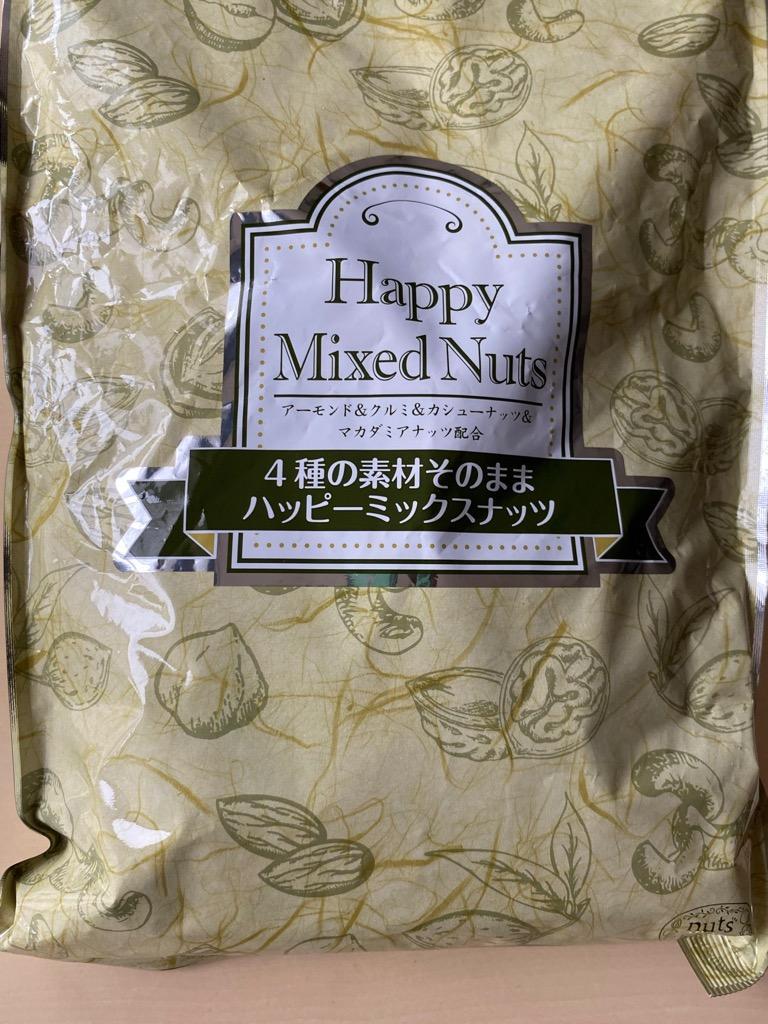 Happy
Mixed Nuts
アーモンド&クルミ&カシューナッツ&
マカダミアナッツ配合
4種の素材そのまま
ハッピーミックスナッツ
nuts